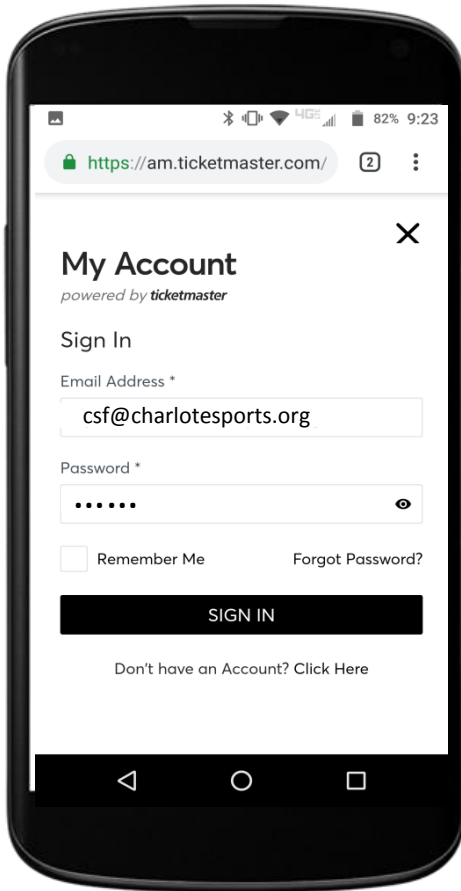 4G
82% 9:23
https://am.ticketmaster.com/ 2
My Account
powered by ticketmaster
Sign In
Email Address *
csf@charlotesports.org
Password *
••••••
Remember Me Forgot Password?
SIGN IN
Don't have an Account? Click Here